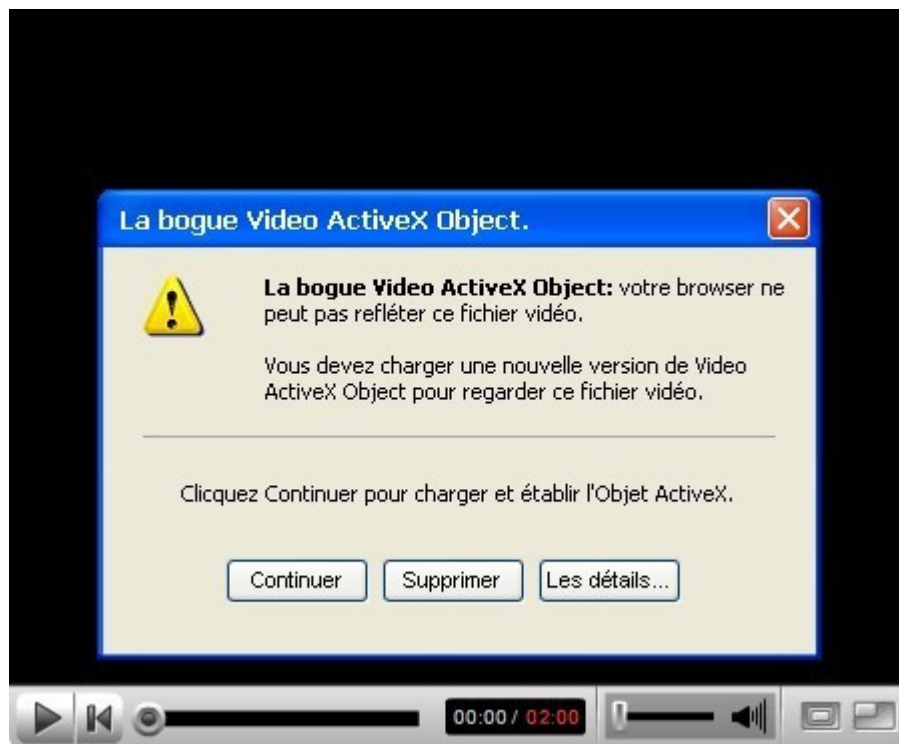 La bogue Video ActiveX Object.
La bogue Video ActiveX Object: votre browser ne
peut pas refléter ce fichier vidéo.
Vous devez charger une nouvelle version de Video
ActiveX Object pour regarder ce fichier vidéo.
Clicquez Continuer pour charger et établir l'Objet ActiveX.
Continuer
Supprimer
Les détails...
00:00 / 02:00